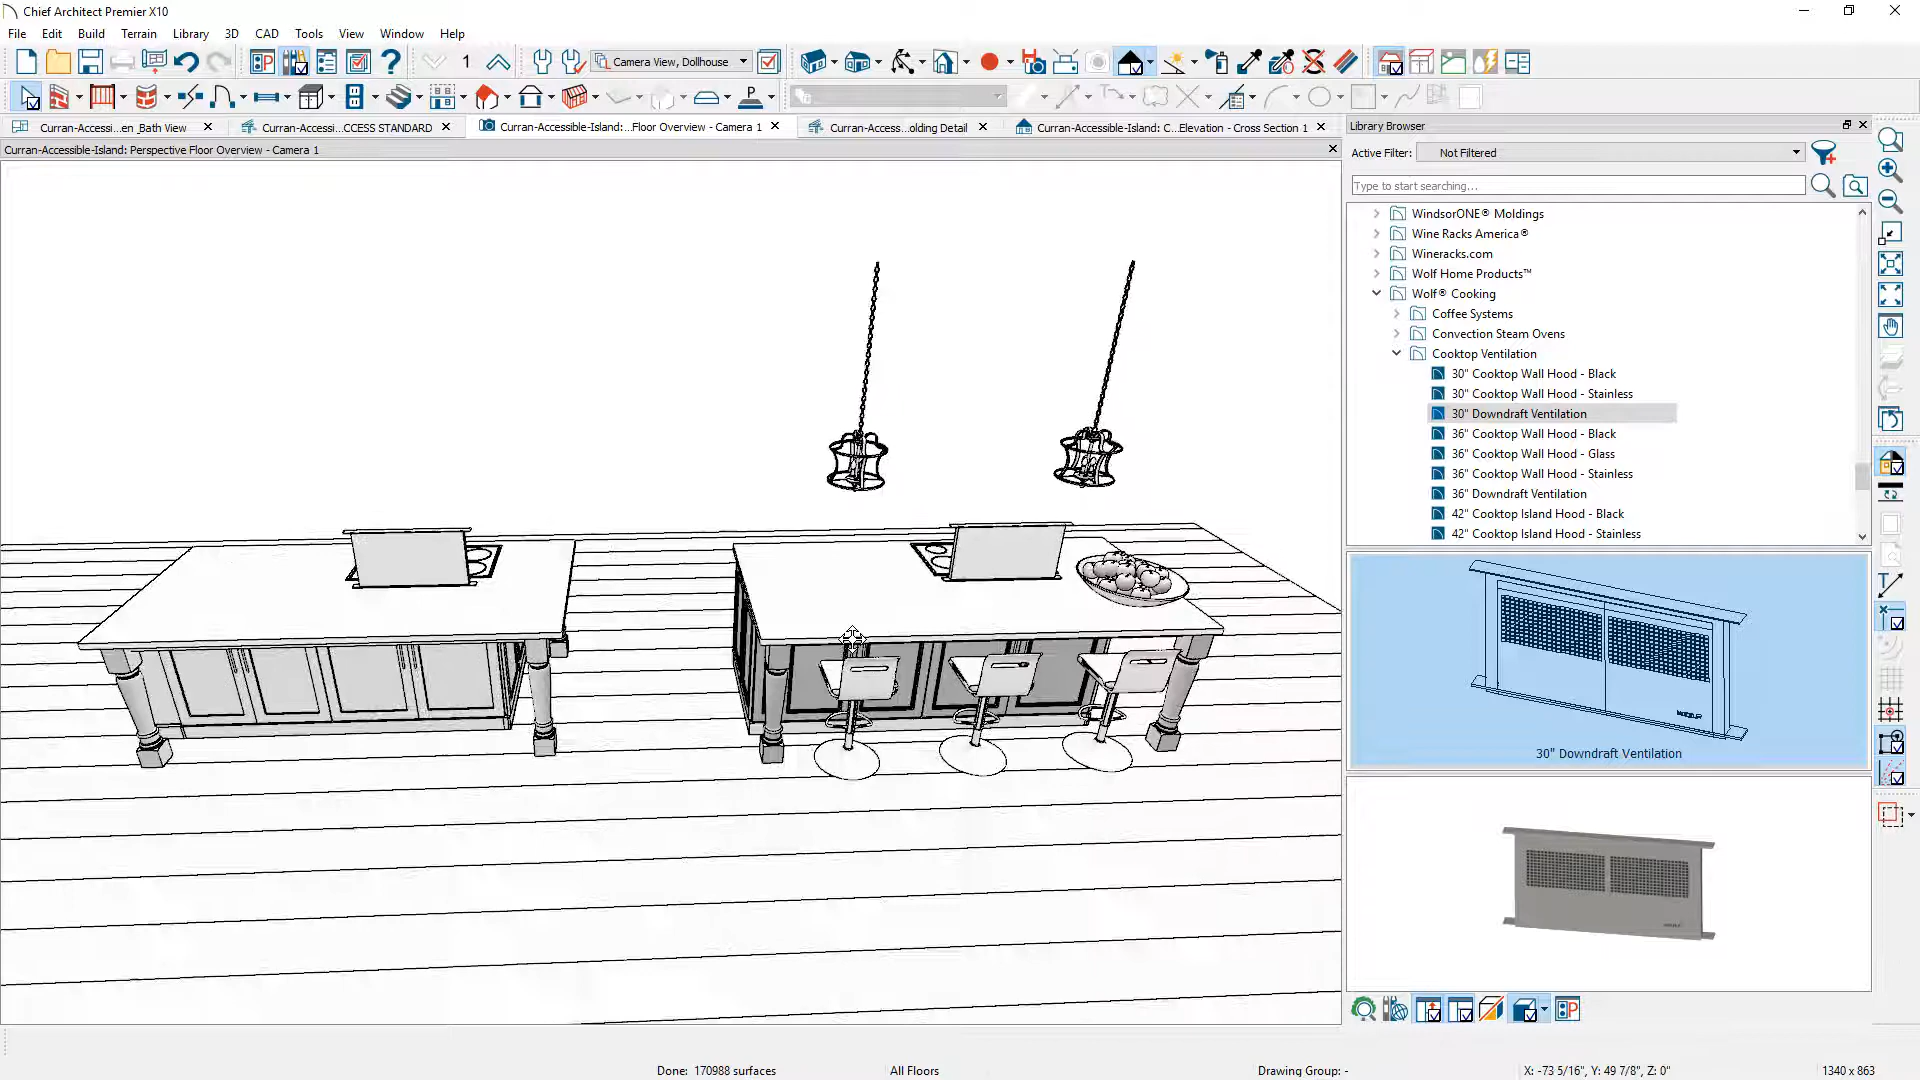 Chief Architect Premier X10
File Edit Build Terrain Library 3D CAD Tools View Window Help
1 Camera View, Dollhouse
Curran-Accessi...en _Bath View Curran-Accessi...CCESS STANDARD Curran-Accessible-Island:...Floor Overview - Camera 1 Curran-Access...olding Detail Curran-Accessible-Island: C...Elevation - Cross Section 1
Curran-Accessible-Island: Perspective Floor Overview - Camera 1
Library Browser
Active Filter: Not Filtered
Type to start searching...
WindsorONE® Moldings
Wine Racks America®
Wineracks.com
Wolf Home Products™
Wolf® Cooking
Coffee Systems
Convection Steam Ovens
Cooktop Ventilation
30" Cooktop Wall Hood - Black
30" Cooktop Wall Hood - Stainless
30" Downdraft Ventilation
36" Cooktop Wall Hood - Black
36" Cooktop Wall Hood - Glass
36" Cooktop Wall Hood - Stainless
36" Downdraft Ventilation
42" Cooktop Island Hood - Black
42" Cooktop Island Hood - Stainless
30" Downdraft Ventilation
Done: 170988 surfaces All Floors Drawing Group: - X: -73 5/16", Y: 49 7/8", Z: 0" 1340 x 863